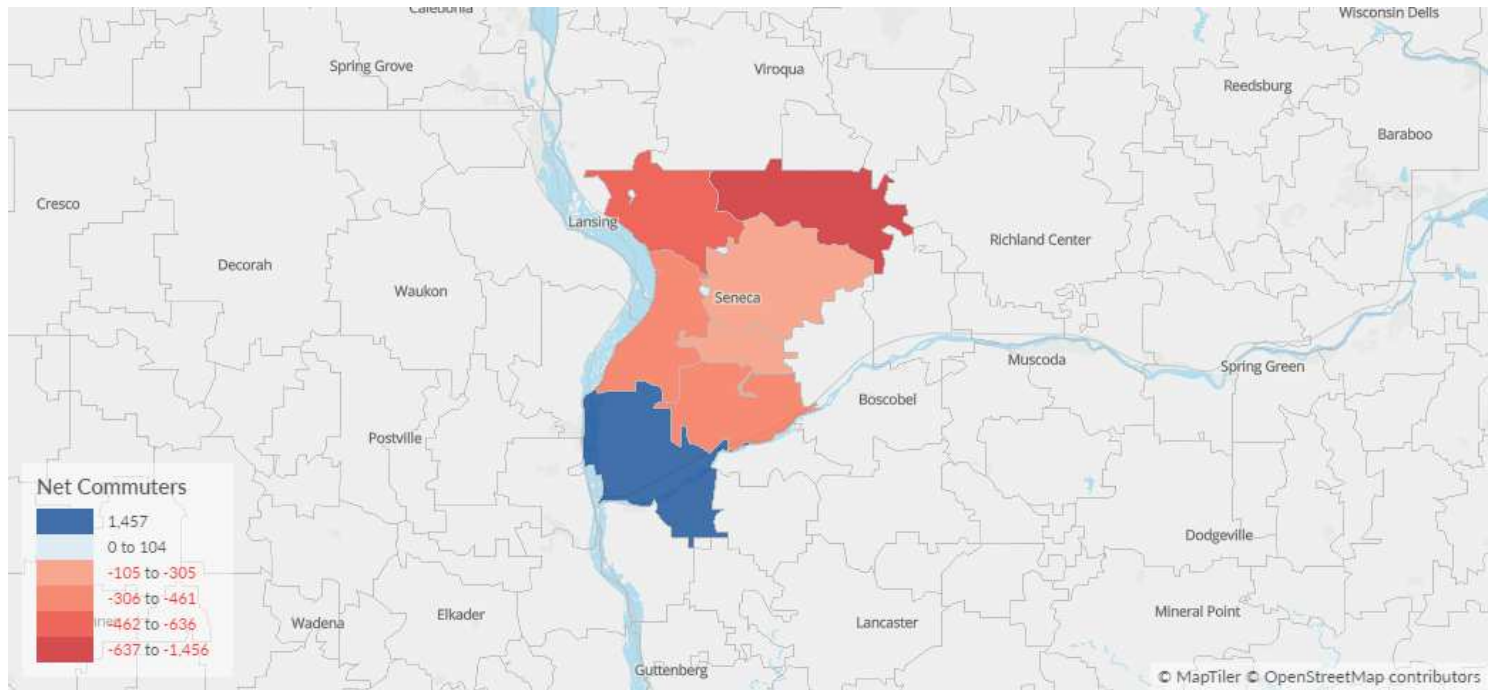 Caledonia
Wisconsin Dells
Spring Grove
Viroqua
Reedsburg
Baraboo
Cresco
Lansing
Richland Center
Decorah
Waukon
Seneca
Muscoda
Spring Green
Boscobel
Postville
Net Commuters
1,457
0 to 104
-105 to -305
-306 to -461
-462 to -636
-637 to -1,456
Dodgeville
Elkader
Wadena
Lancaster
Mineral Point
Guttenberg
© MapTiler © OpenStreetMap contributors